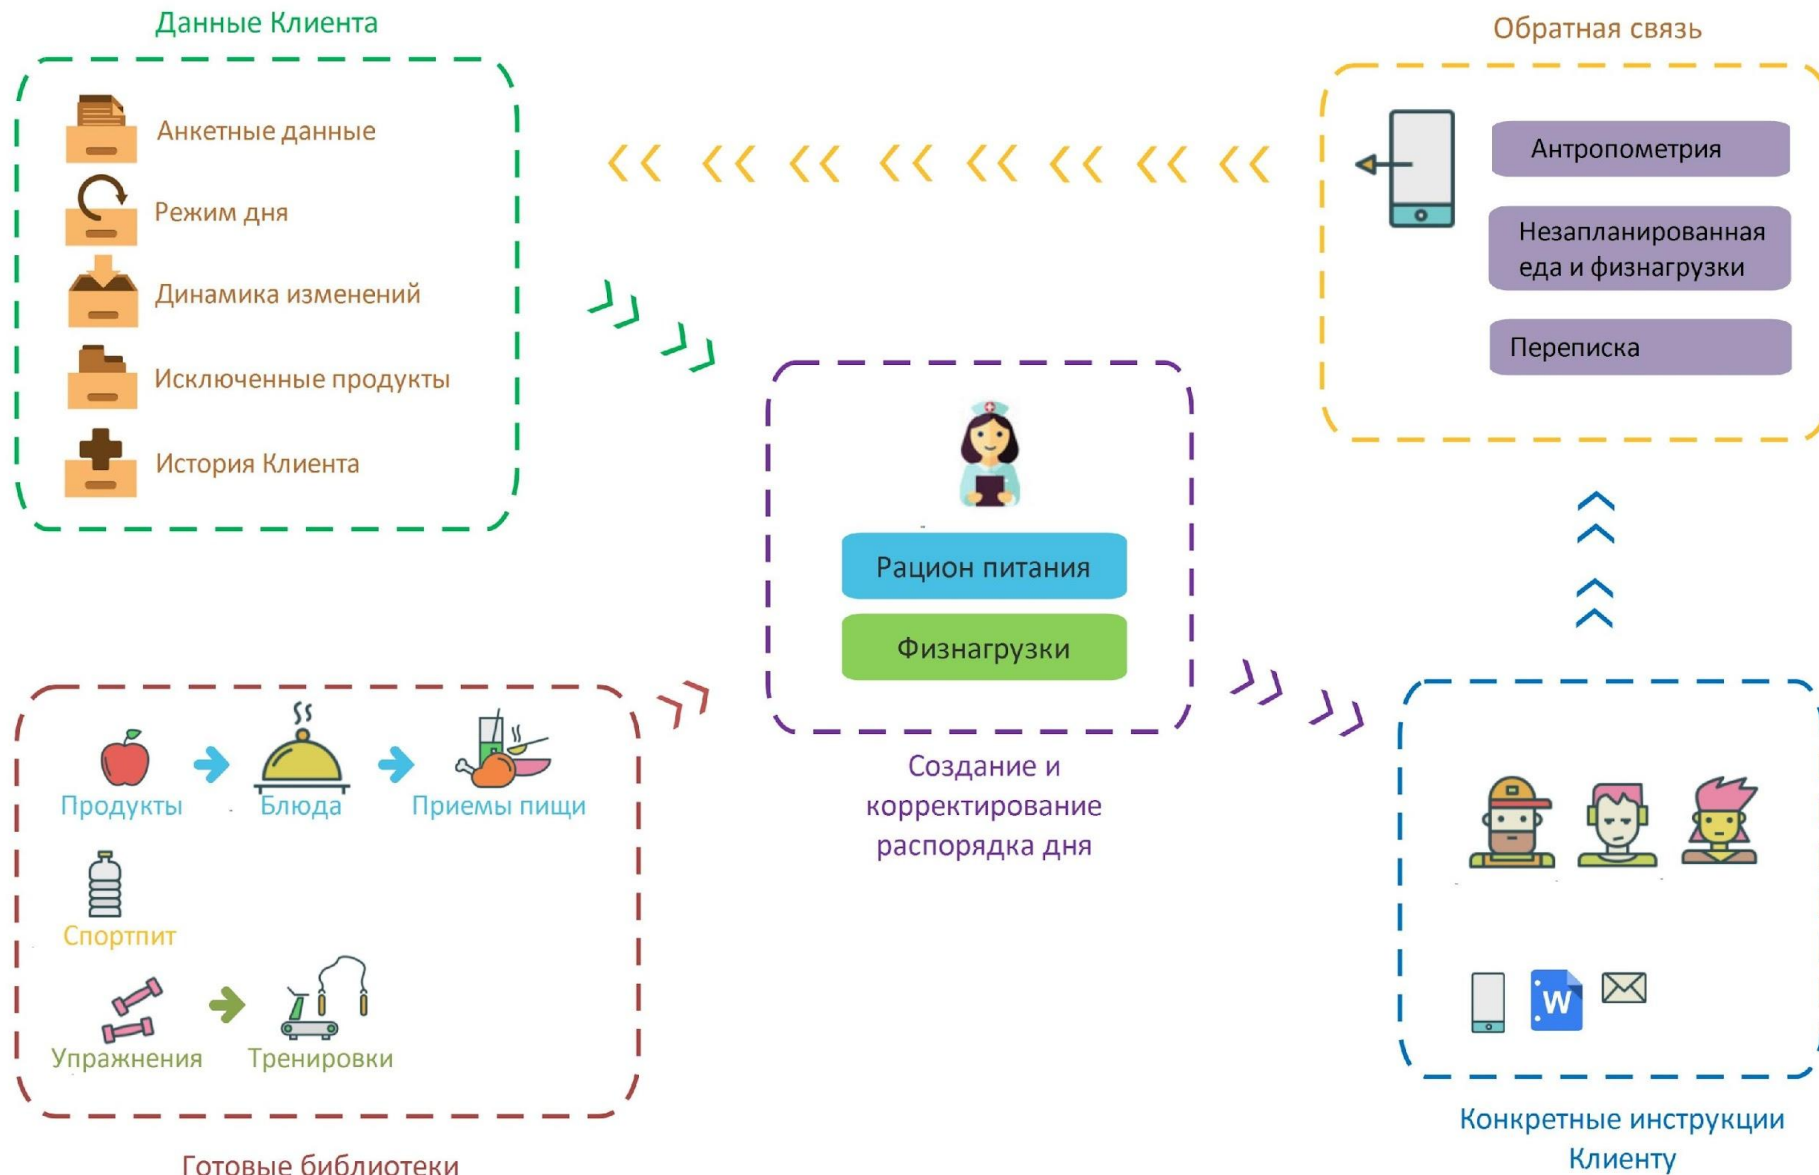 Данные Клиента
Анкетные данные
Режим дня
Динамика изменений
Исключенные продукты
История Клиента
Обратная связь
Антропометрия
Незапланированная
еда и физнагрузки
Переписка
Рацион питания
Физнагрузки
Создание и
корректирование
распорядка дня
Продукты
Блюда
Приемы пищи
Спортпит
Упражнения
Тренировки
Готовые библиотеки
W
Конкретные инструкции
Клиенту